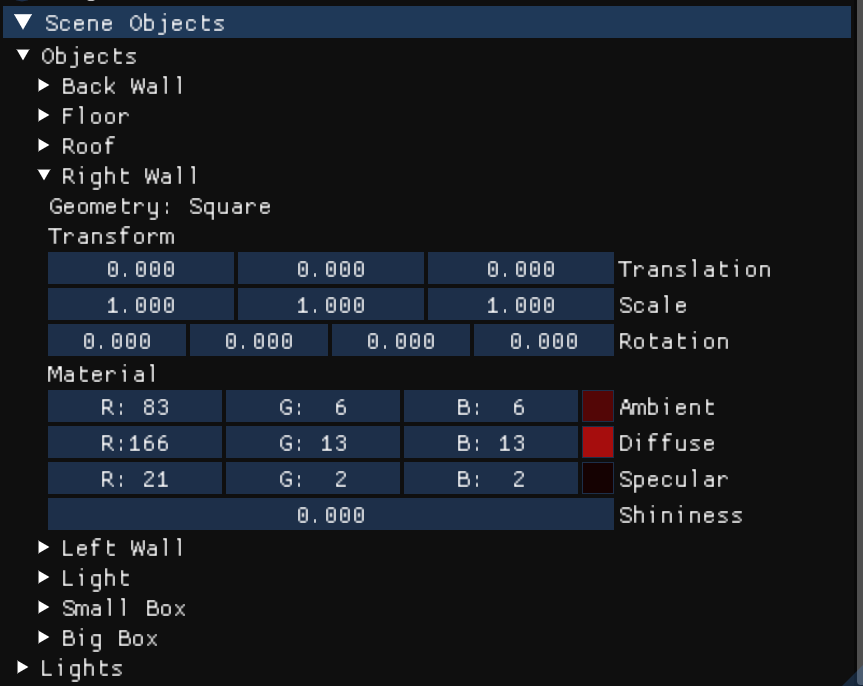 Scene Objects
Objects
Back Wall
Floor
Roof
Right Wall
Geometry: Square
Transform
0.000 0.000 0.000 Translation
1.000 1.000 1.000 Scale
0.000 0.000 0.000 0.000 Rotation
Material
R: 83 G: 6 B: 6 Ambient
R:166 G: 13 B: 13 Diffuse
R: 21 G: 2 B: 2 Specular
0.000 Shininess
Left Wall
Light
Small Box
Big Box
Lights